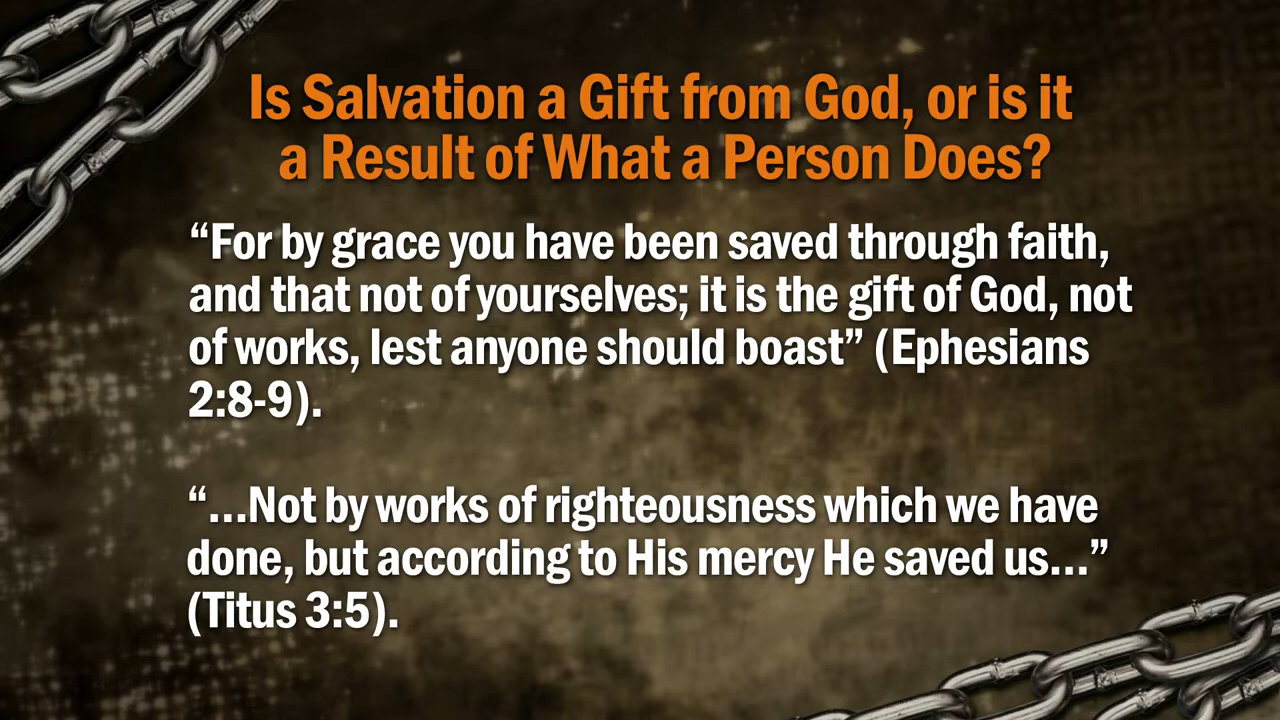 Is Salvation a Gift from God, or is it
a Result of What a Person Does?
“For by grace you have been saved through faith,
and that not of yourselves; it is the gift of God, not
of works, lest anyone should boast” (Ephesians
2:8-9).
“...Not by works of righteousness which we have
done, but according to His mercy He saved us...”
(Titus 3:5).